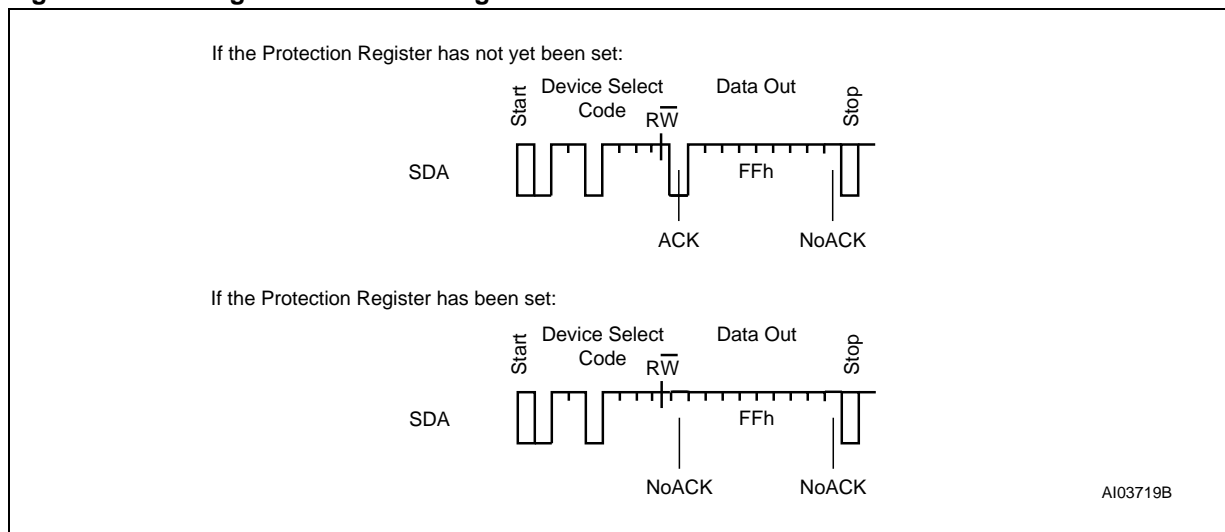 If the Protection Register has not yet been set:
Start
Device Select
Code
RW
Data Out
Stop
SDA
FFh
ACK
NoACK
If the Protection Register has been set:
Start
Device Select
Code
RW
Data Out
Stop
SDA
FFh
NoACK
NoACK
AI03719B